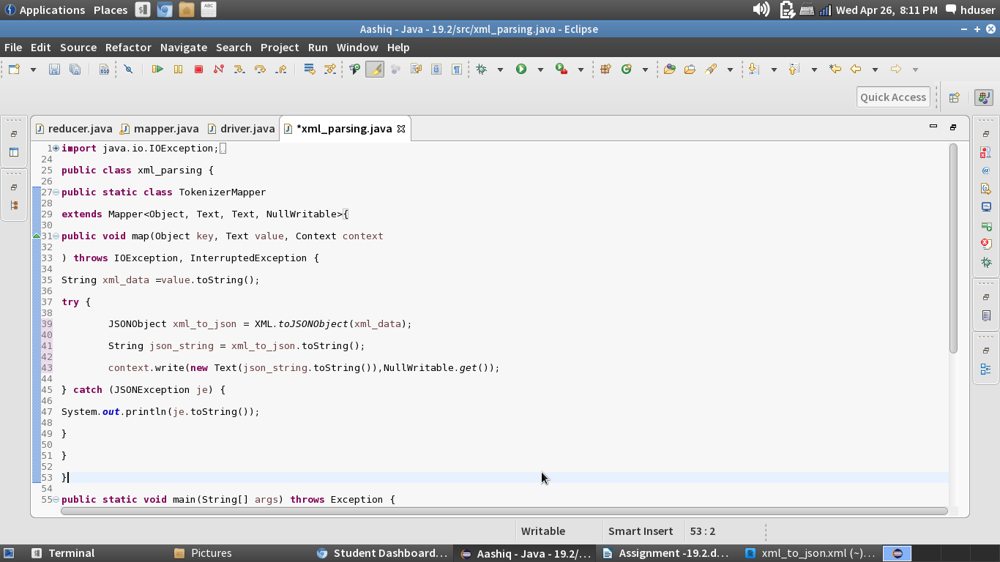 Applications Places ABC Wed Apr 26, 8:11 PM hduser
Aashiq - Java - 19.2/src/xml_parsing.java - Eclipse
File Edit Source Refactor Navigate Search Project Run Window Help
Quick Access
reducer.java mapper.java driver.java *xml_parsing.java
1 import java.io.IOException;
24
25 public class xml_parsing {
26
27 public static class TokenizerMapper
28
29 extends Mapper<Object, Text, Text, NullWritable>{
30
31 public void map(Object key, Text value, Context context
32
33 ) throws IOException, InterruptedException {
34
35 String xml_data =value.toString();
36
37 try {
38
39 JSONObject xml_to_json = XML.toJSONObject(xml_data);
40
41 String json_string = xml_to_json.toString();
42
43 context.write(new Text(json_string.toString()),NullWritable.get());
44
45 } catch (JSONException je) {
46
47 System.out.println(je.toString());
48
49 }
50
51 }
52
53 }
54
55 public static void main(String[] args) throws Exception {
Writable Smart Insert 53 : 2
Terminal Pictures Student Dashboard... Aashiq - Java - 19.2/... Assignment -19.2.d... xml_to_json.xml (~)...